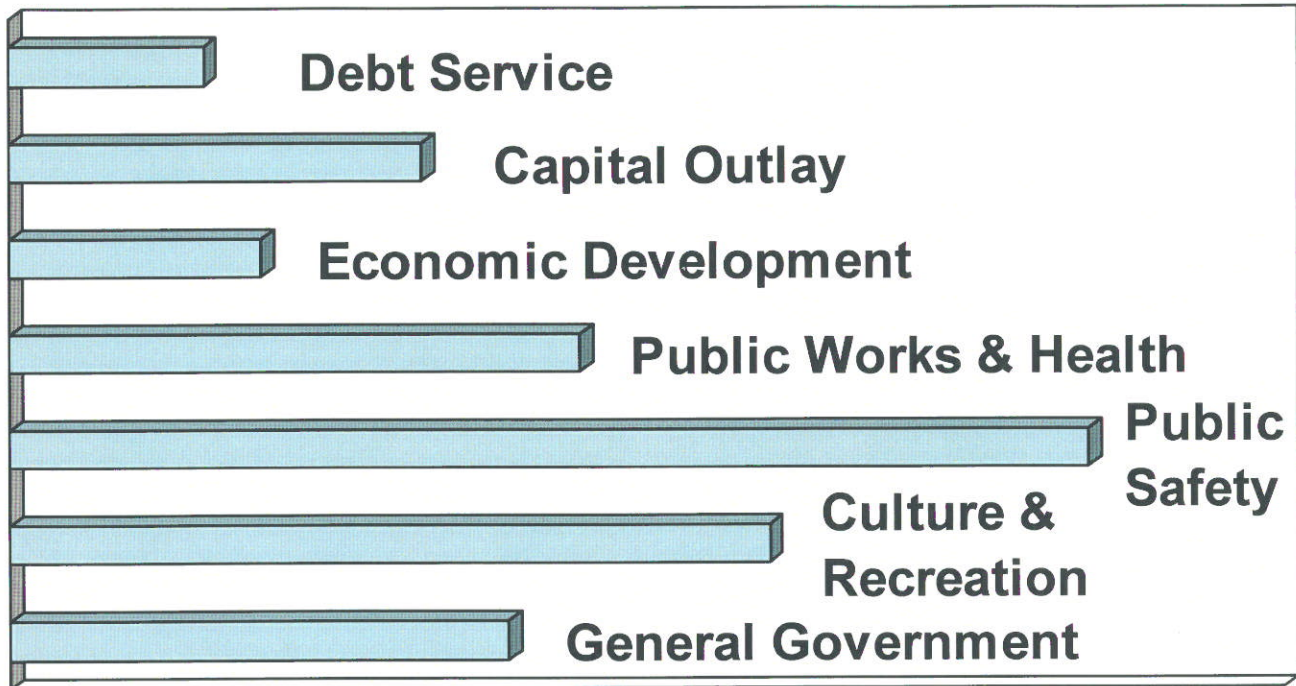 Debt Service
Capital Outlay
Economic Development
Public Works & Health
Public
Safety
Culture &
Recreation
General Government